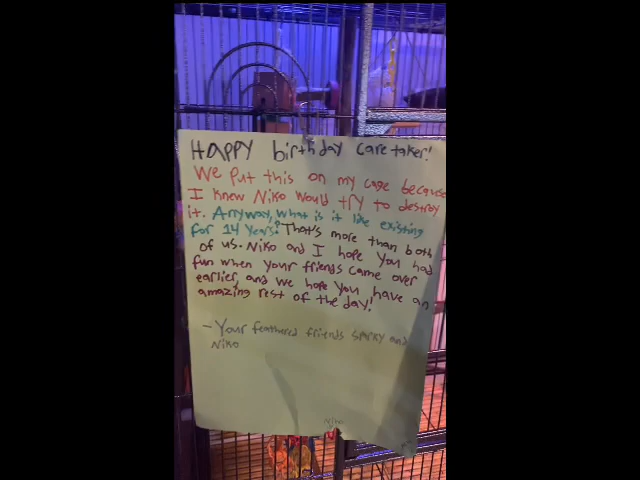 HAPPY birthday caretaker!
We put this on my cage because
I knew Niko would try to destroy
it. Anyway, what is it like existing
for 14 years? That's more than both
of us. Niko and I hope you had
fun when your friends came over
earlier, and we hope you have an
amazing rest of the day!
- Your feathered friends Sparky and
Niko
Niko